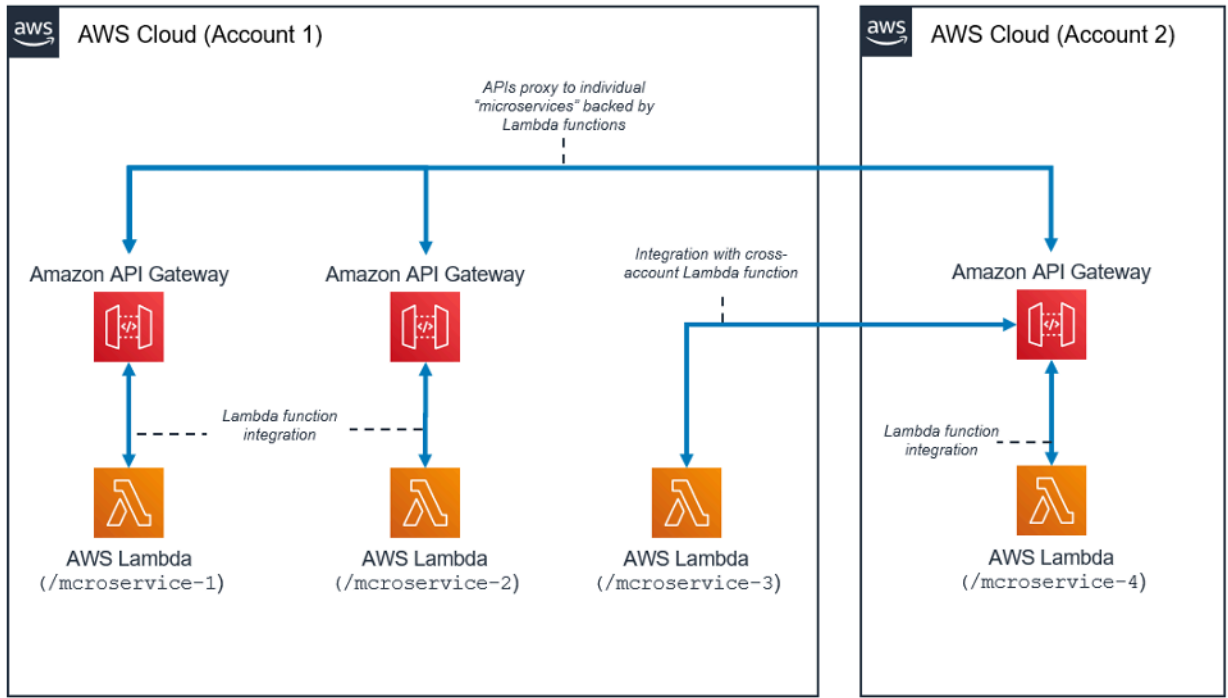 aws
AWS Cloud (Account 1)
aws
AWS Cloud (Account 2)
APIs proxy to individual
“microservices” backed by
Lambda functions
Integration with cross-
account Lambda function
Amazon API Gateway
Amazon API Gateway
Amazon API Gateway
</>
</>
</>
Lambda function
integration
Lambda function
integration
AWS Lambda
(/mcroservice-1)
AWS Lambda
(/mcroservice-2)
AWS Lambda
(/mcroservice-3)
AWS Lambda
(/mcroservice-4)